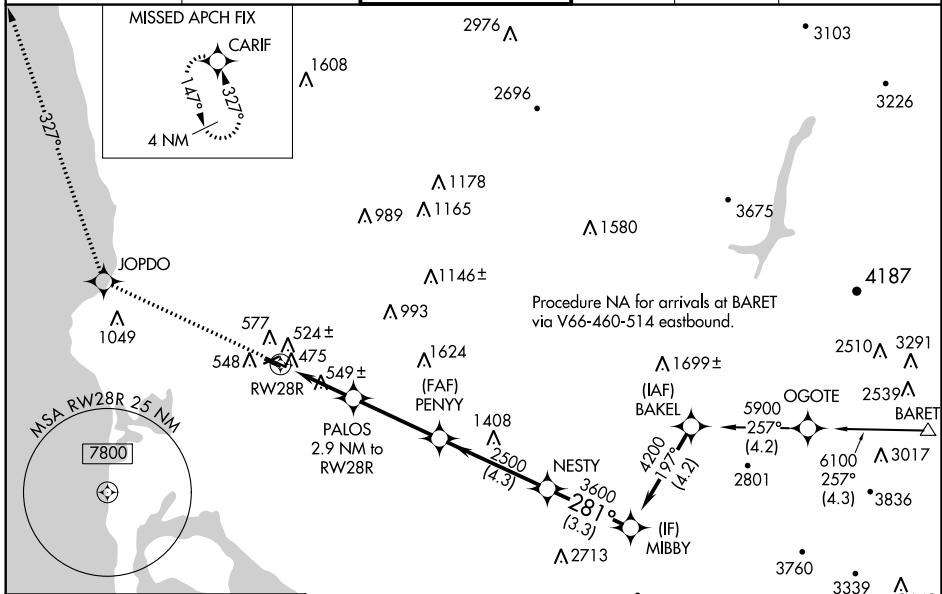 MISSED APCH FIX
CARIF
147°
327°
4 NM
327°
1608
2976
2696
3103
3226
1178
1165
989
3675
1580
1146±
993
JOPDO
1049
Procedure NA for arrivals at BARET
via V66-460-514 eastbound.
4187
577
524±
548
475
RW28R
549±
1624
(FAF)
PENYY
1699±
2510
3291
2539
(IAF)
BAKEL
OGOTE
BARET
5900
257°
(4.2)
6100
257°
(4.3)
3017
3836
2801
MSA RW28R 25 NM
7800
PALOS
2.9 NM to
RW28R
1408
2500
(4.3)
NESTY
4200
197°
(4.2)
3600
281°
(3.3)
(IF)
MIBBY
2713
3760
3339